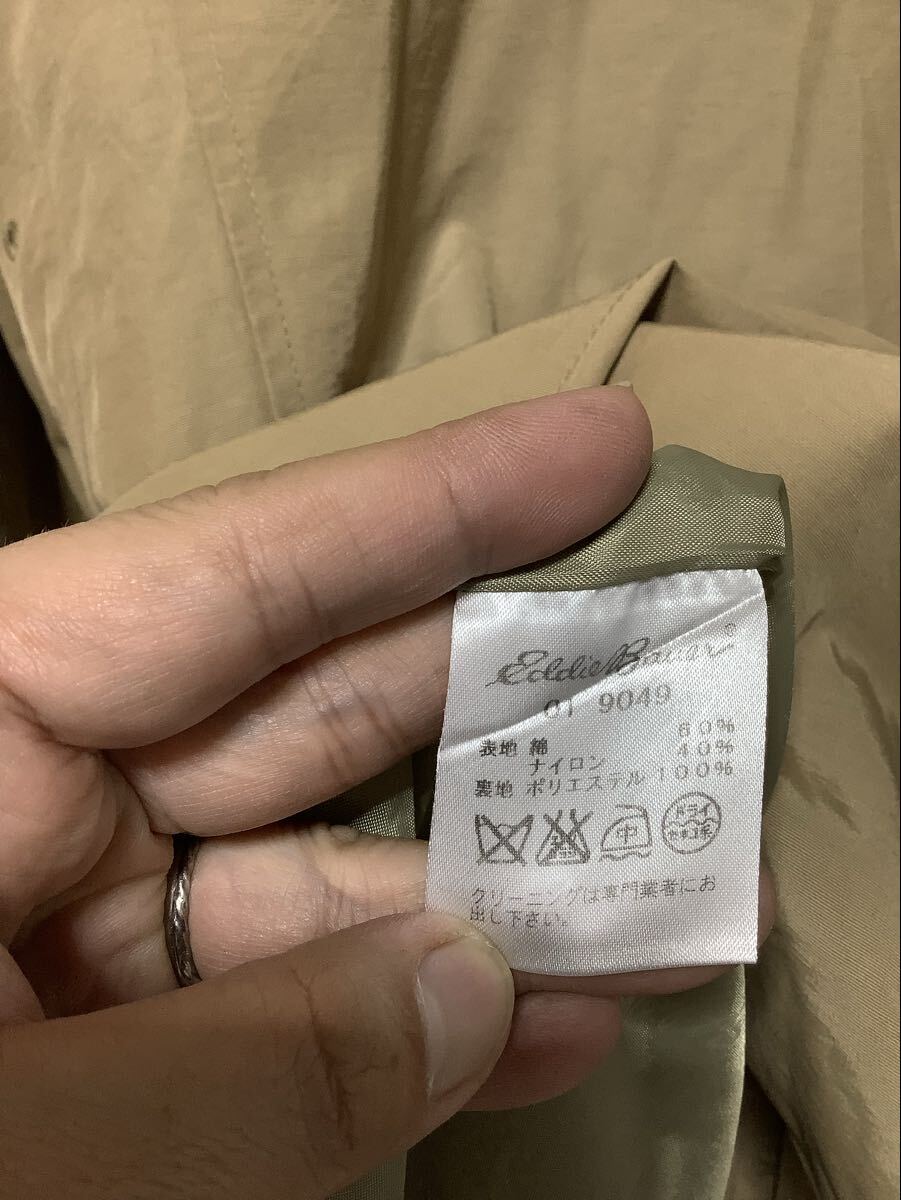 Eddie Bauer®
01 9049
表地 綿 60%
ナイロン 40%
裏地 ポリエステル 100%
中
ドライ
クリーニングは専門業者にお
出し下さい。